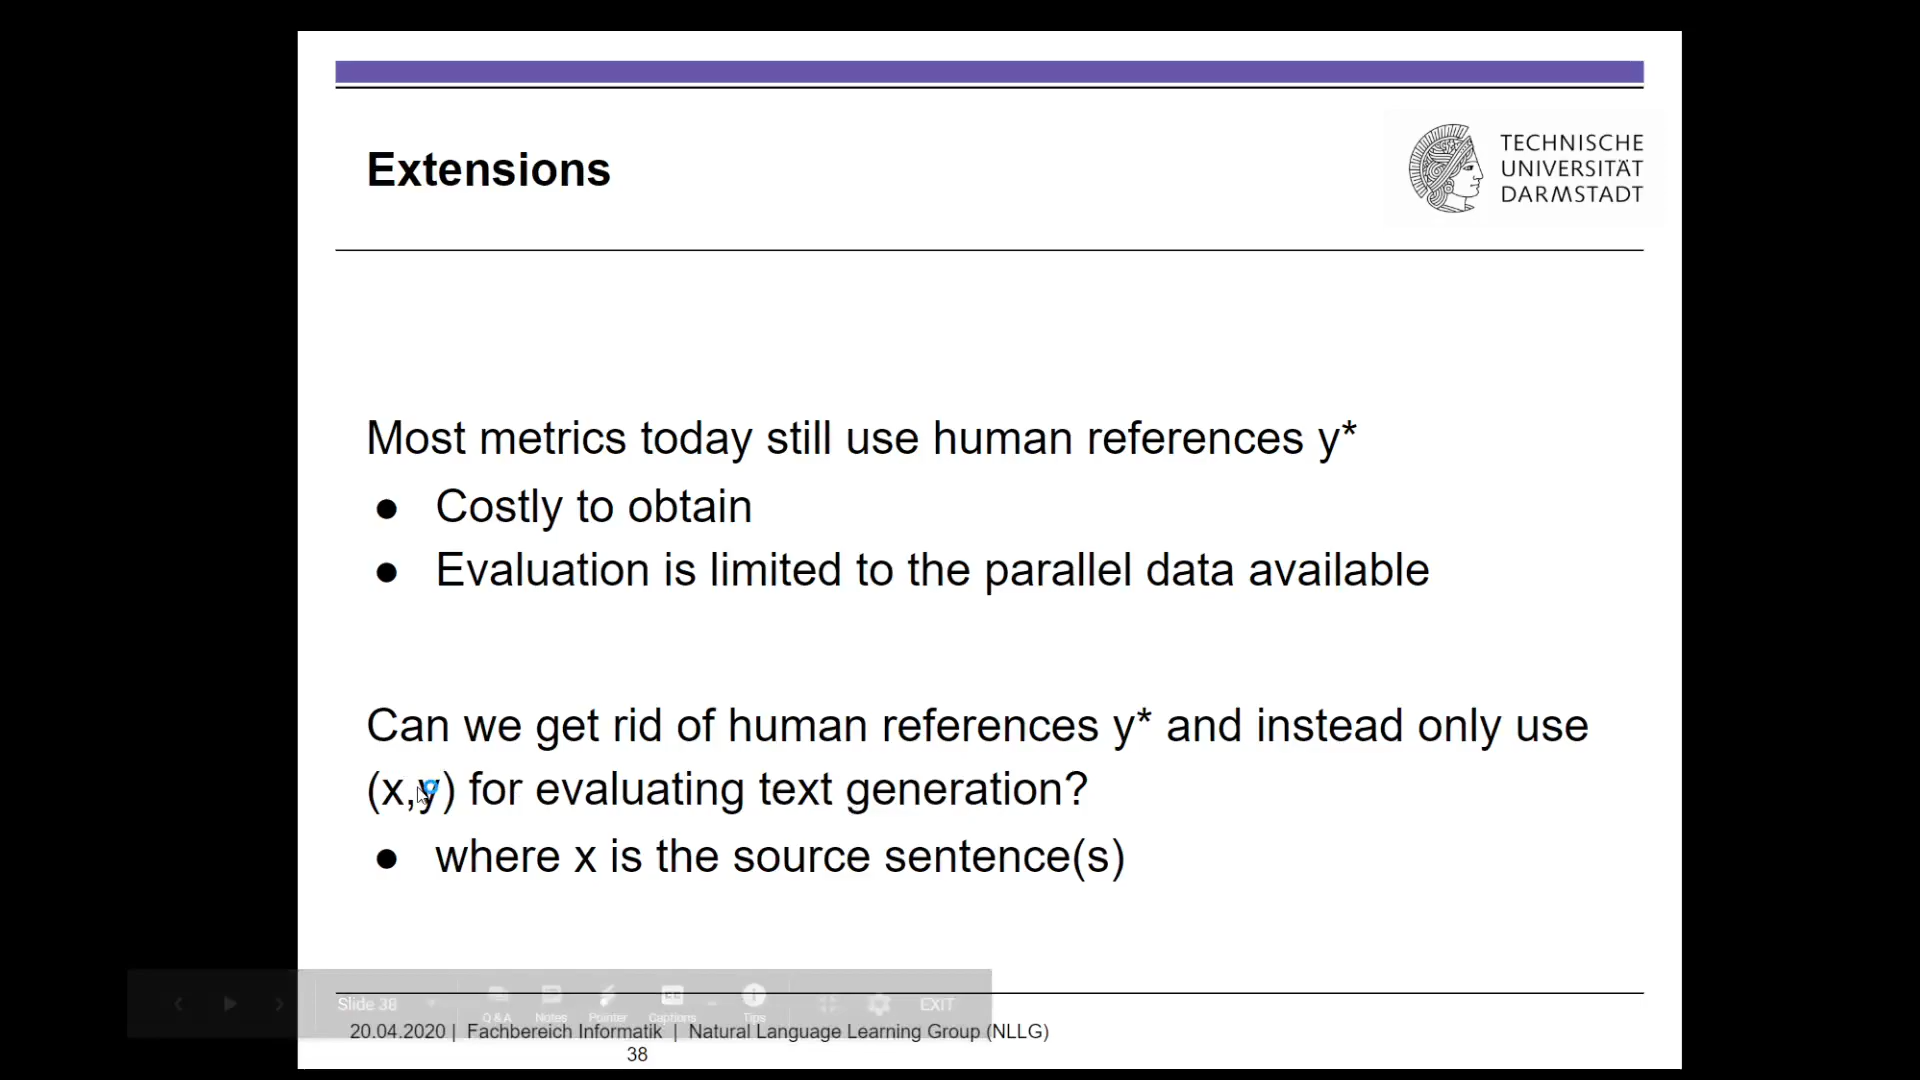 Extensions
TECHNISCHE
UNIVERSITÄT
DARMSTADT
Most metrics today still use human references y*
● Costly to obtain
● Evaluation is limited to the parallel data available
Can we get rid of human references y* and instead only use
(x,y) for evaluating text generation?
● where x is the source sentence(s)
Slide 38
Q & A Notes Pointer Captions Tips EXIT
20.04.2020 | Fachbereich Informatik | Natural Language Learning Group (NLLG)
38